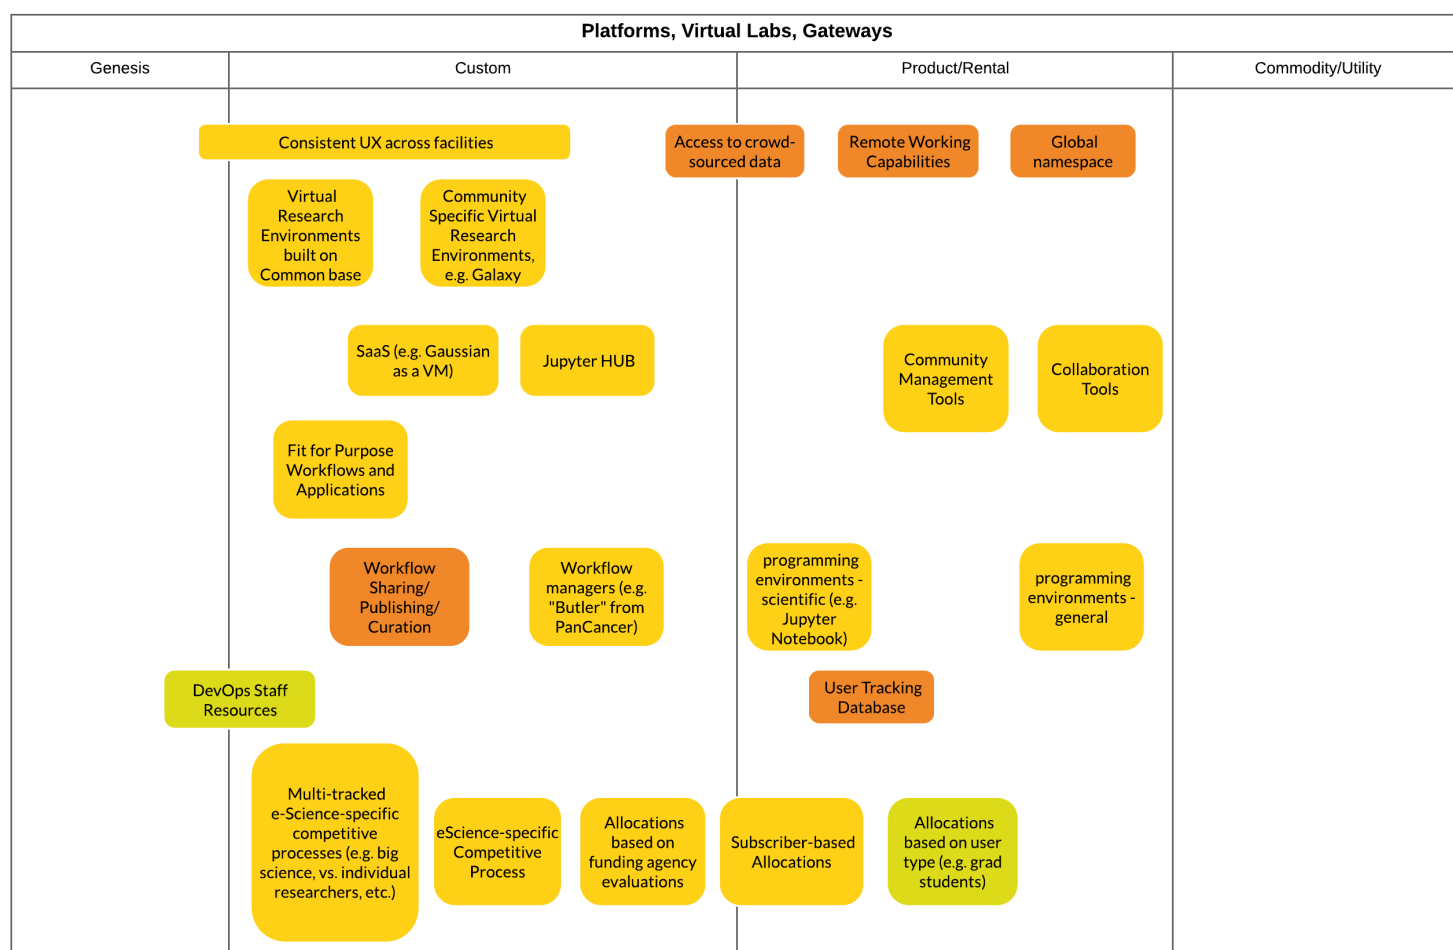 Platforms, Virtual Labs, Gateways
Genesis
Custom
Product/Rental
Commodity/Utility
Consistent UX across facilities
Access to crowd-
sourced data
Remote Working
Capabilities
Global
namespace
Virtual
Research
Environments
built on
Common base
Community
Specific Virtual
Research
Environments,
e.g. Galaxy
SaaS (e.g. Gaussian
as a VM)
Jupyter HUB
Community
Management
Tools
Collaboration
Tools
Fit for Purpose
Workflows and
Applications
Workflow
Sharing/
Publishing/
Curation
Workflow
managers (e.g.
"Butler" from
PanCancer)
programming
environments -
scientific (e.g.
Jupyter
Notebook)
programming
environments -
general
DevOps Staff
Resources
User Tracking
Database
Multi-tracked
e-Science-specific
competitive
processes (e.g. big
science, vs. individual
researchers, etc.)
eScience-specific
Competitive
Process
Allocations
based on
funding agency
evaluations
Subscriber-based
Allocations
Allocations
based on user
type (e.g. grad
students)